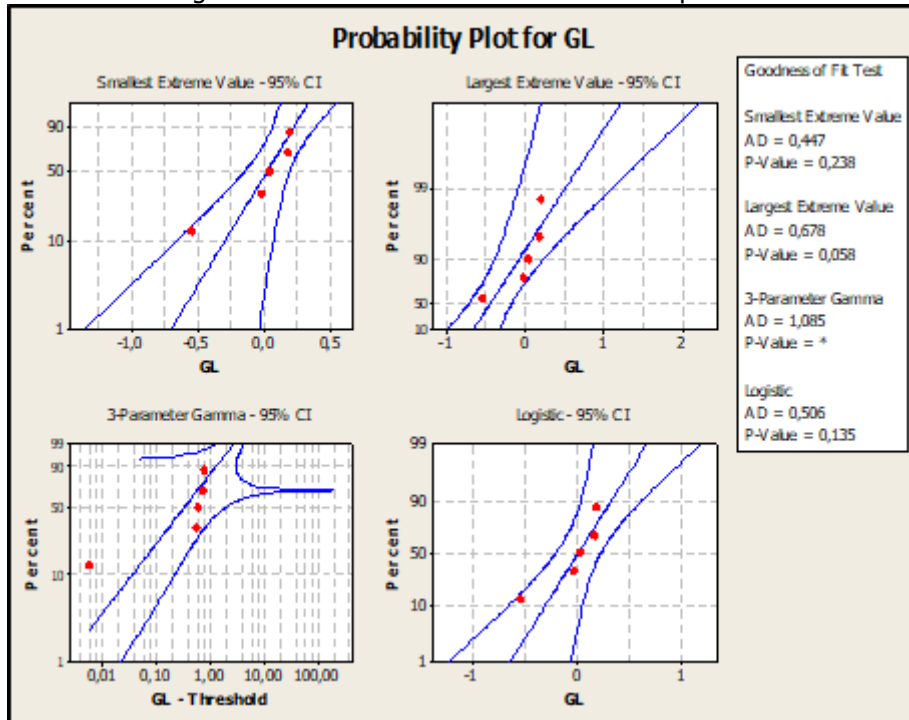 Probability Plot for GL
Smallest Extreme Value - 95% CI
90
50
10
1
Percent
-1,0 -0,5 0,0 0,5
GL
Largest Extreme Value - 95% CI
99
90
50
10
Percent
-1 0 1 2
GL
3-Parameter Gamma - 95% CI
99
90
50
10
1
Percent
0,01 0,10 1,00 10,00 100,00
GL - Threshold
Logistic - 95% CI
99
90
50
10
1
Percent
-1 0 1
GL
Goodness of Fit Test
Smallest Extreme Value
AD = 0,447
P-Value = 0,238
Largest Extreme Value
AD = 0,678
P-Value = 0,058
3-Parameter Gamma
AD = 1,085
P-Value = *
Logistic
AD = 0,506
P-Value = 0,135